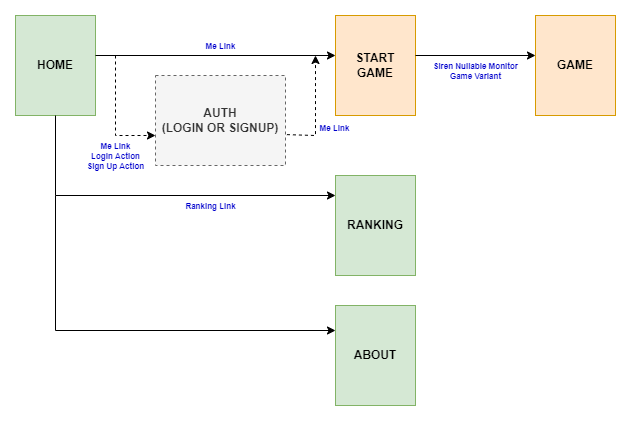 HOME
Me Link
START
GAME
Siren Nullable Monitor
Game Variant
GAME
AUTH
(LOGIN OR SIGNUP)
Me Link
Login Action
Sign Up Action
Me Link
Ranking Link
RANKING
ABOUT